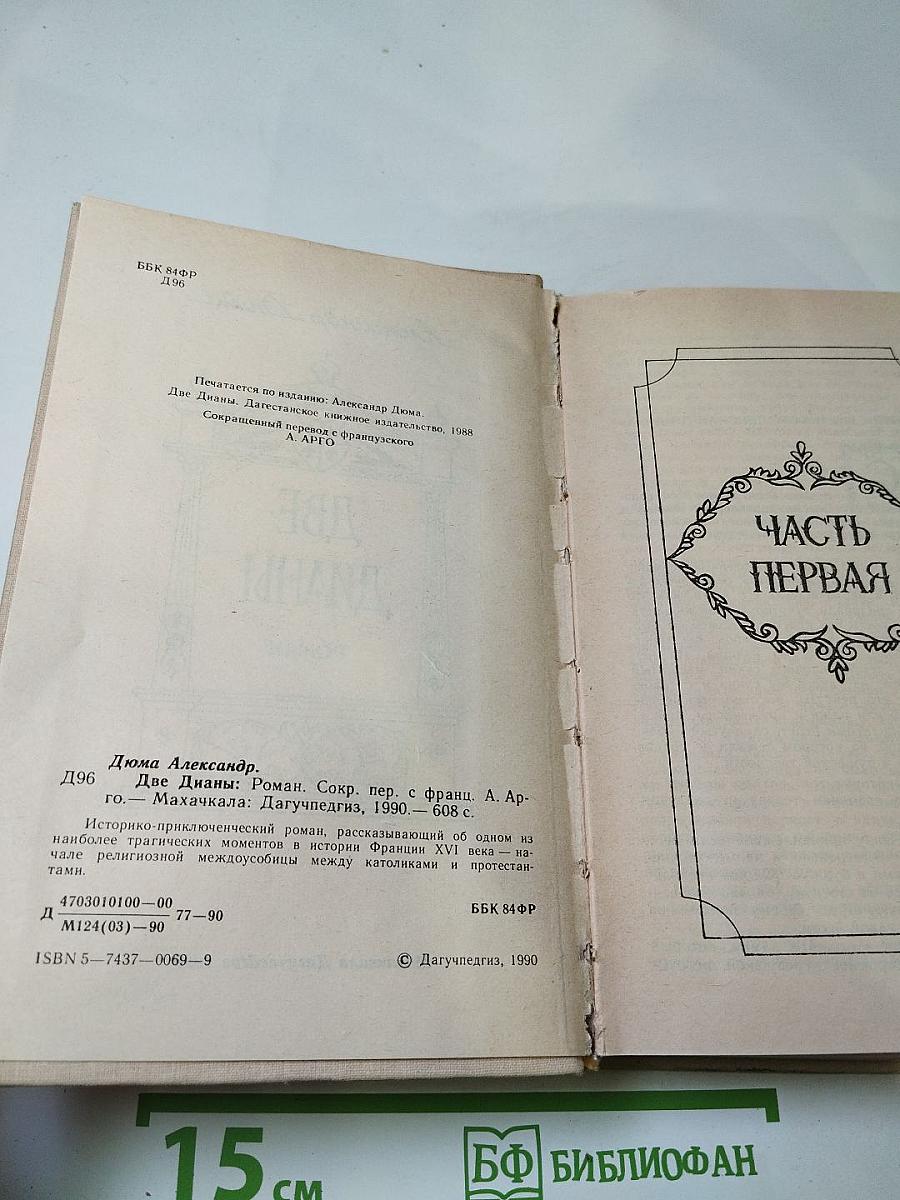 ББК 84ФР
Д96
Печатается по изданию: Александр Дюма.
Две Дианы. Дагестанское книжное издательство, 1988
Сокращенный перевод с французского
А. АРГО
Дюма Александр.
Д96 Две Дианы: Роман. Сокр. пер. с франц. А. Ар-
го.— Махачкала: Дагучпедгиз, 1990.— 608 с.
Историко-приключенческий роман, рассказывающий об одном из
наиболее трагических моментов в истории Франции XVI века — на-
чале религиозной междоусобицы между католиками и протестан-
тами.
Д 4703010100—00
М124(03)—90 77—90
ББК 84ФР
ISBN 5—7437—0069—9
© Дагучпедгиз, 1990
ЧАСТЬ
ПЕРВАЯ
15 см
БФ БИБЛИОФАН